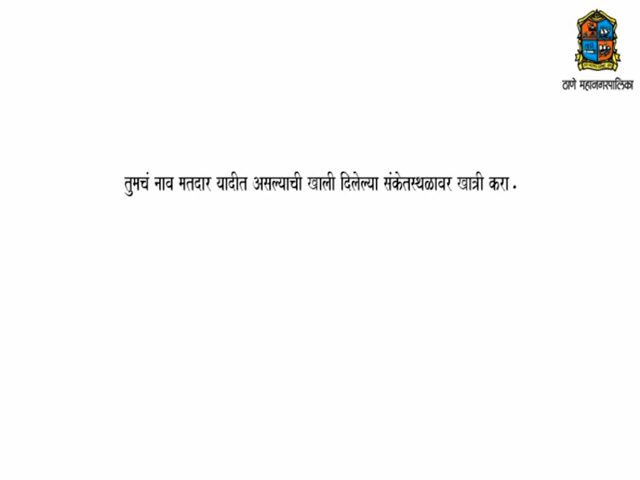 ठाणे महानगरपालिका
तुमचं नाव मतदार यादीत असल्याची खाली दिलेल्या संकेतस्थळावर खात्री करा.